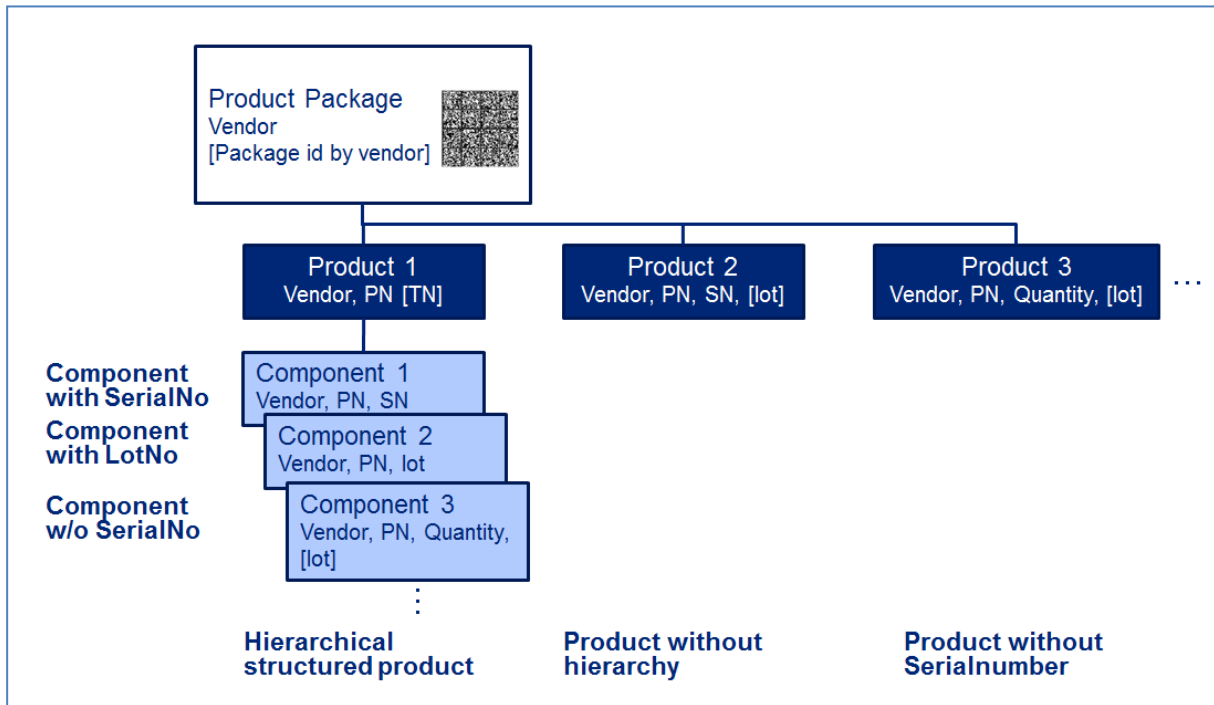 Product Package
Vendor
[Package id by vendor]
Product 1
Vendor, PN [TN]
Product 2
Vendor, PN, SN, [lot]
Product 3
Vendor, PN, Quantity, [lot]
...
Component
with SerialNo
Component 1
Vendor, PN, SN
Component
with LotNo
Component 2
Vendor, PN, lot
Component
w/o SerialNo
Component 3
Vendor, PN, Quantity,
[lot]
Hierarchical
structured product
Product without
hierarchy
Product without
Serialnumber